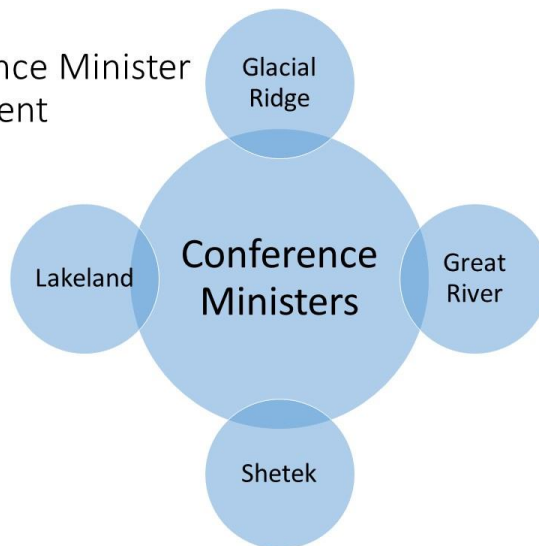 nce Minister
ent
Glacial
Ridge
Lakeland
Conference
Ministers
Great
River
Shetek